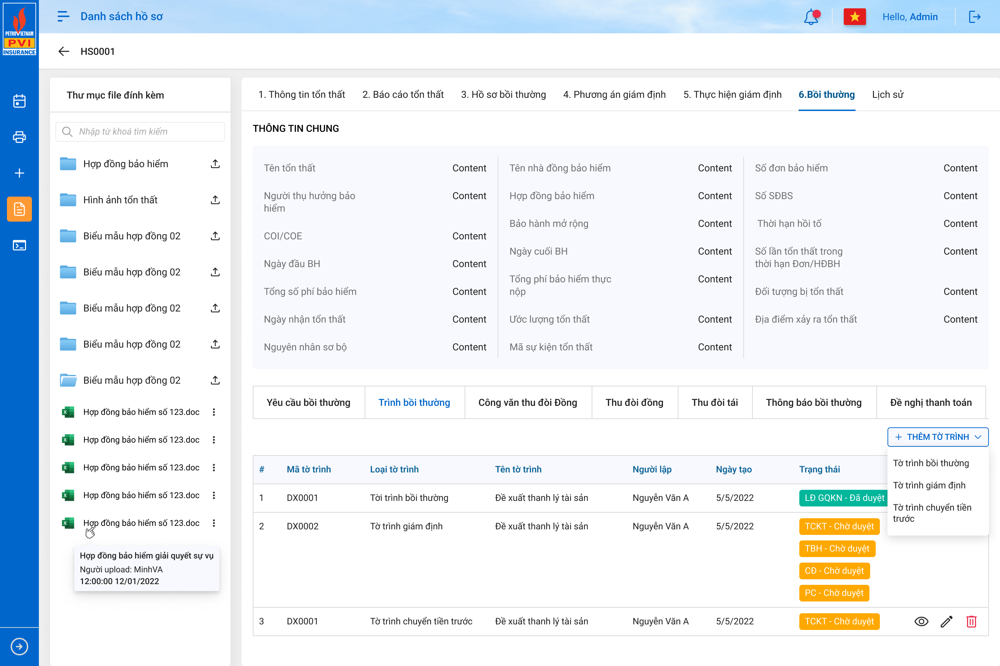 PETROVIETNAM
PVI
INSURANCE
Danh sách hồ sơ
Hello, Admin
HS0001
Thư mục file đính kèm
Nhập từ khoá tìm kiếm
Hợp đồng bảo hiểm
Hình ảnh tổn thất
Biểu mẫu hợp đồng 02
Biểu mẫu hợp đồng 02
Biểu mẫu hợp đồng 02
Biểu mẫu hợp đồng 02
Biểu mẫu hợp đồng 02
Hợp đồng bảo hiểm số 123.doc
Hợp đồng bảo hiểm số 123.doc
Hợp đồng bảo hiểm số 123.doc
Hợp đồng bảo hiểm số 123.doc
Hợp đồng bảo hiểm số 123.doc
Hợp đồng bảo hiểm giải quyết sự vụ
Người upload: MinhVA
12:00:00 12/01/2022
1. Thông tin tổn thất 2. Báo cáo tổn thất 3. Hồ sơ bồi thường 4. Phương án giám định 5. Thực hiện giám định 6.Bồi thường Lịch sử
THÔNG TIN CHUNG
Tên tổn thất Content
Người thụ hưởng bảo Content
hiểm
COI/COE Content
Ngày đầu BH Content
Tổng số phí bảo hiểm Content
Ngày nhận tổn thất Content
Nguyên nhân sơ bộ Content
Tên nhà đồng bảo hiểm Content
Hợp đồng bảo hiểm Content
Bảo hành mở rộng Content
Ngày cuối BH Content
Tổng phí bảo hiểm thực Content
nộp
Ước lượng tổn thất Content
Mã sự kiện tổn thất Content
Số đơn bảo hiểm Content
Số SĐBS Content
Thời hạn hồi tố Content
Số lần tổn thất trong Content
thời hạn Đơn/HĐBH
Đối tượng bị tổn thất Content
Địa điểm xảy ra tổn thất Content
Yêu cầu bồi thường Trình bồi thường Công văn thu đòi Đồng Thu đòi đồng Thu đòi tái Thông báo bồi thường Đề nghị thanh toán
THÊM TỜ TRÌNH
Tờ trình bồi thường
Tờ trình giám định
Tờ trình chuyển tiền
trước
# Mã tờ trình Loại tờ trình Tên tờ trình Người lập Ngày tạo Trạng thái
1 DX0001 Tời trình bồi thường Đề xuất thanh lý tài sản Nguyễn Văn A 5/5/2022 LĐ GQKN - Đã duyệt
2 DX0002 Tờ trình giám định Đề xuất thanh lý tài sản Nguyễn Văn A 5/5/2022 TCKT - Chờ duyệt
TBH - Chờ duyệt
CĐ - Chờ duyệt
PC - Chờ duyệt
3 DX0001 Tờ trình chuyển tiền trước Đề xuất thanh lý tài sản Nguyễn Văn A 5/5/2022 TCKT - Chờ duyệt